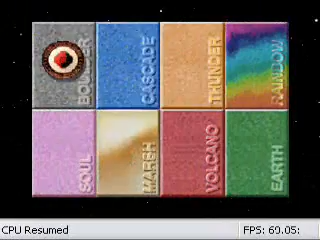 BOULDER
CASCADE
THUNDER
RAINBOW
SOUL
MARSH
VOLCANO
EARTH
CPU Resumed
FPS: 60.05: